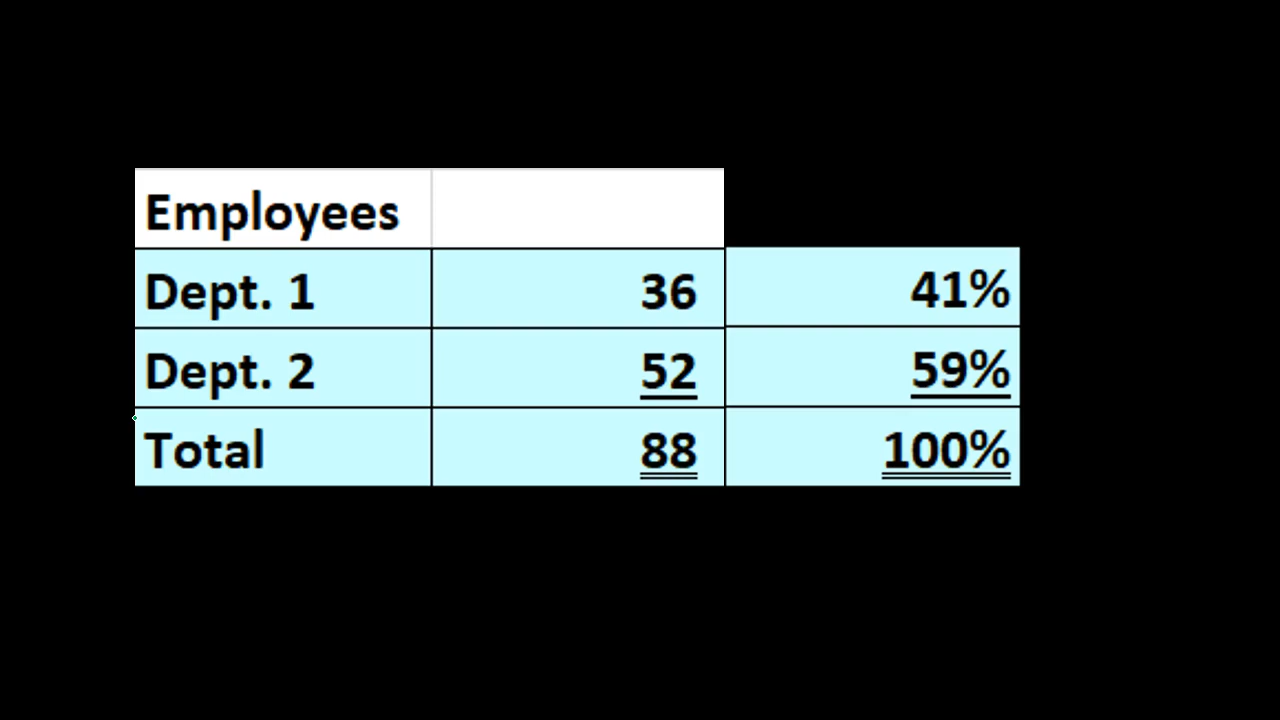 Employees
Dept. 1 36 41%
Dept. 2 52 59%
Total 88 100%